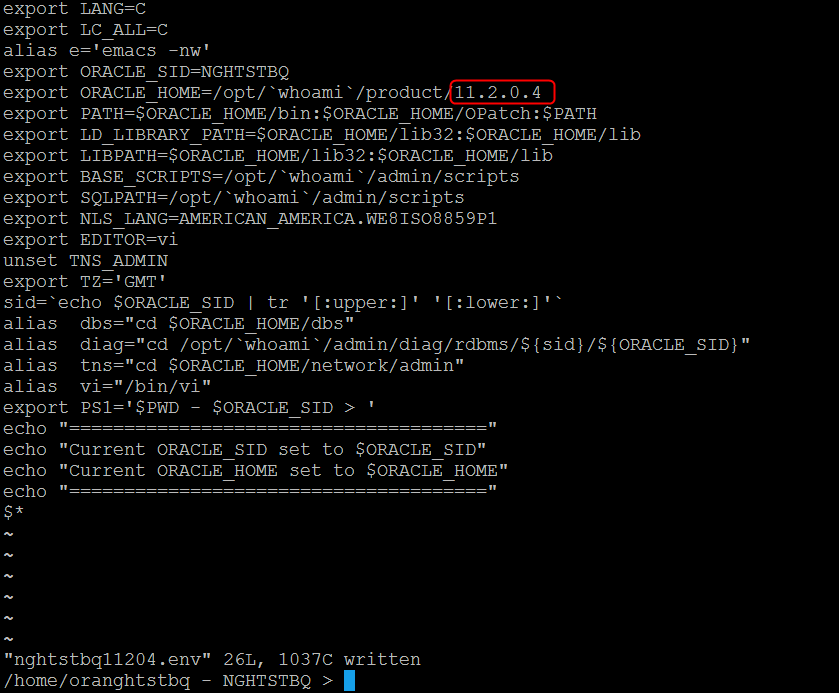 export LANG=C
export LC_ALL=C
alias e='emacs -nw'
export ORACLE_SID=NGHTSTBQ
export ORACLE_HOME=/opt/`whoami`/product/11.2.0.4
export PATH=$ORACLE_HOME/bin:$ORACLE_HOME/OPatch:$PATH
export LD_LIBRARY_PATH=$ORACLE_HOME/lib32:$ORACLE_HOME/lib
export LIBPATH=$ORACLE_HOME/lib32:$ORACLE_HOME/lib
export BASE_SCRIPTS=/opt/`whoami`/admin/scripts
export SQLPATH=/opt/`whoami`/admin/scripts
export NLS_LANG=AMERICAN_AMERICA.WE8ISO8859P1
export EDITOR=vi
unset TNS_ADMIN
export TZ='GMT'
sid=`echo $ORACLE_SID | tr '[:upper:]' '[:lower:]'`
alias  dbs="cd $ORACLE_HOME/dbs"
alias  diag="cd /opt/`whoami`/admin/diag/rdbms/${sid}/${ORACLE_SID}"
alias  tns="cd $ORACLE_HOME/network/admin"
alias  vi="/bin/vi"
export PS1='$PWD - $ORACLE_SID > '
echo "======================================"
echo "Current ORACLE_SID set to $ORACLE_SID"
echo "Current ORACLE_HOME set to $ORACLE_HOME"
echo "======================================"
$*
~
~
~
~
~
~
"nghtstbq11204.env" 26L, 1037C written
/home/oranghtstbq - NGHTSTBQ >